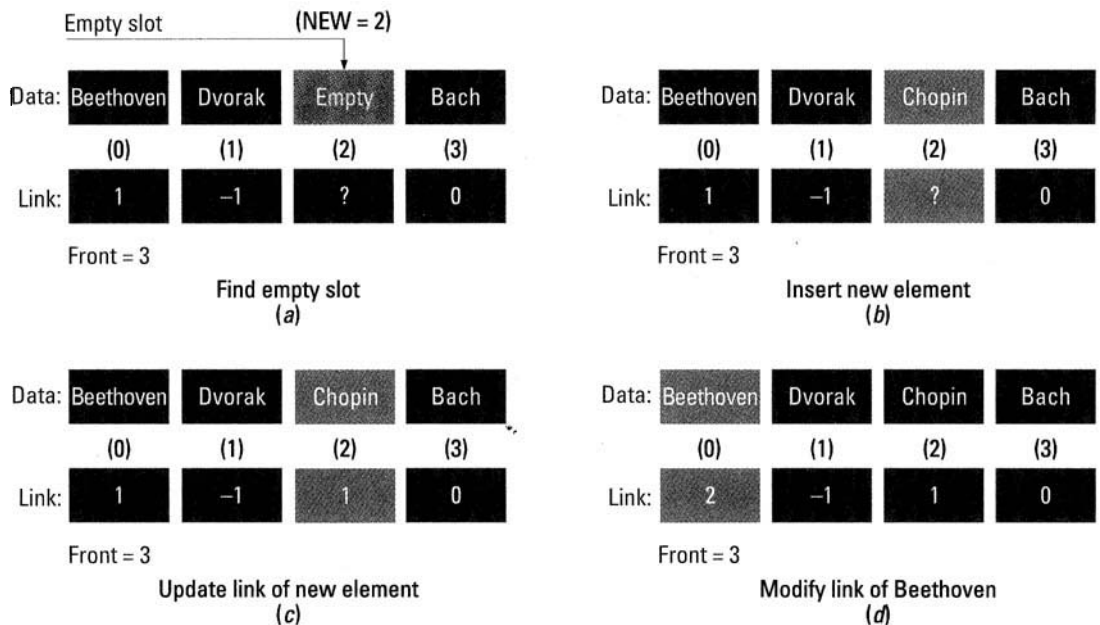 Empty slot (NEW = 2)
Data: Beethoven Dvorak Empty Bach
(0) (1) (2) (3)
Link: 1 –1 ? 0
Front = 3
Find empty slot
(a)
Data: Beethoven Dvorak Chopin Bach
(0) (1) (2) (3)
Link: 1 –1 ? 0
Front = 3
Insert new element
(b)
Data: Beethoven Dvorak Chopin Bach
(0) (1) (2) (3)
Link: 1 –1 1 0
Front = 3
Update link of new element
(c)
Data: Beethoven Dvorak Chopin Bach
(0) (1) (2) (3)
Link: 2 –1 1 0
Front = 3
Modify link of Beethoven
(d)